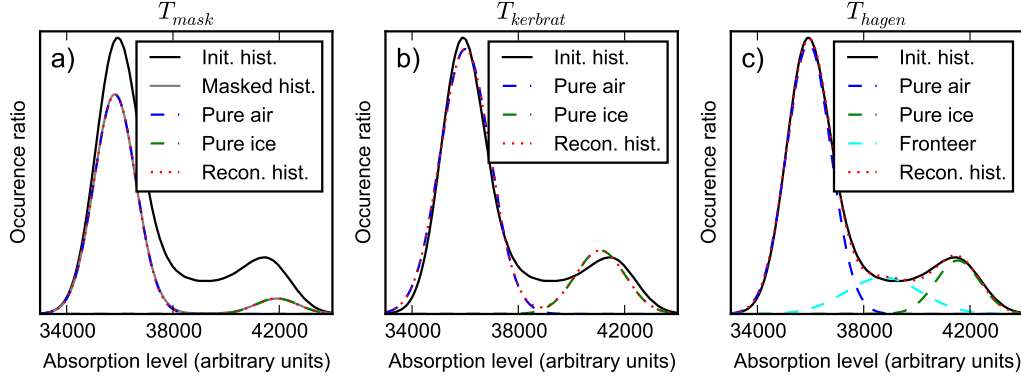 T_mask
T_kerbrat
T_hagen
a)
Init. hist.
Masked hist.
Pure air
Pure ice
Recon. hist.
Occurence ratio
34000
38000
42000
Absorption level (arbitrary units)
b)
Init. hist.
Pure air
Pure ice
Recon. hist.
Occurence ratio
34000
38000
42000
Absorption level (arbitrary units)
c)
Init. hist.
Pure air
Pure ice
Fronteer
Recon. hist.
Occurence ratio
34000
38000
42000
Absorption level (arbitrary units)